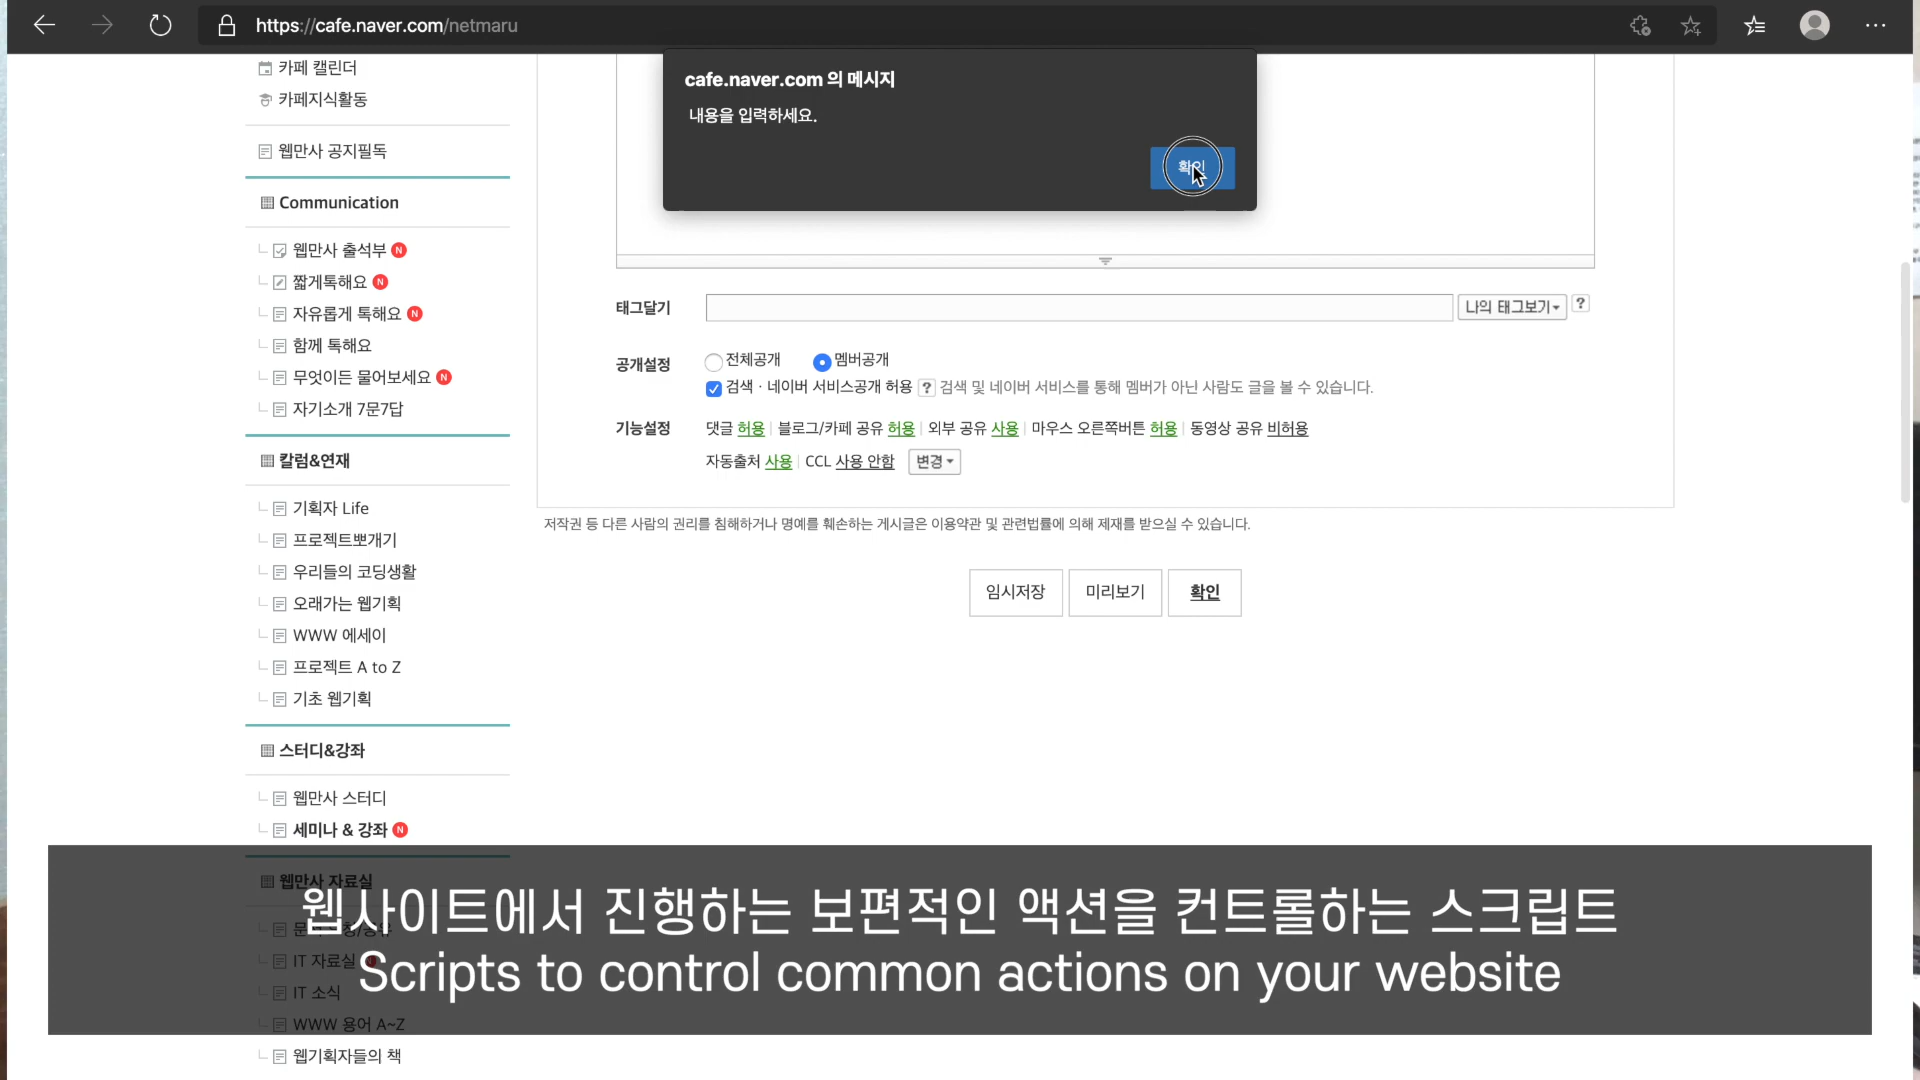 https://cafe.naver.com/netmaru
cafe.naver.com 의 메시지
내용을 입력하세요.
확인
카페 캘린더
카페지식활동
웹만사 공지필독
Communication
웹만사 출석부 N
짧게톡해요 N
자유롭게 톡해요 N
함께 톡해요
무엇이든 물어보세요 N
자기소개 7문7답
칼럼&연재
기획자 Life
프로젝트뽀개기
우리들의 코딩생활
오래가는 웹기획
WWW 에세이
프로젝트 A to Z
기초 웹기획
스터디&강좌
웹만사 스터디
세미나 & 강좌 N
웹만사 자료실
IT 자료실
IT 소식
WWW 용어 A~Z
웹기획자들의 책
태그달기
나의 태그보기 ?
공개설정 전체공개 멤버공개
검색 · 네이버 서비스공개 허용 ? 검색 및 네이버 서비스를 통해 멤버가 아닌 사람도 글을 볼 수 있습니다.
기능설정 댓글 허용 | 블로그/카페 공유 허용 | 외부 공유 사용 | 마우스 오른쪽버튼 허용 | 동영상 공유 비허용
자동출처 사용 | CCL 사용 안함 변경
저작권 등 다른 사람의 권리를 침해하거나 명예를 훼손하는 게시글은 이용약관 및 관련법률에 의해 제재를 받으실 수 있습니다.
임시저장 미리보기 확인
웹사이트에서 진행하는 보편적인 액션을 컨트롤하는 스크립트
Scripts to control common actions on your website